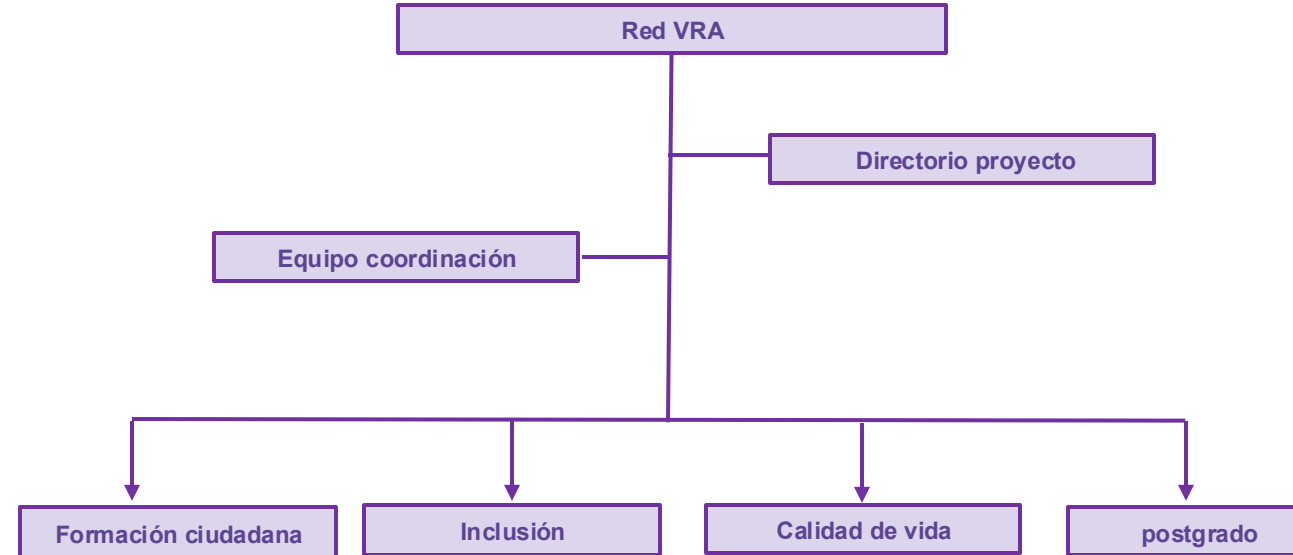 Red VRA
Directorio proyecto
Equipo coordinación
Formación ciudadana
Inclusión
Calidad de vida
postgrado